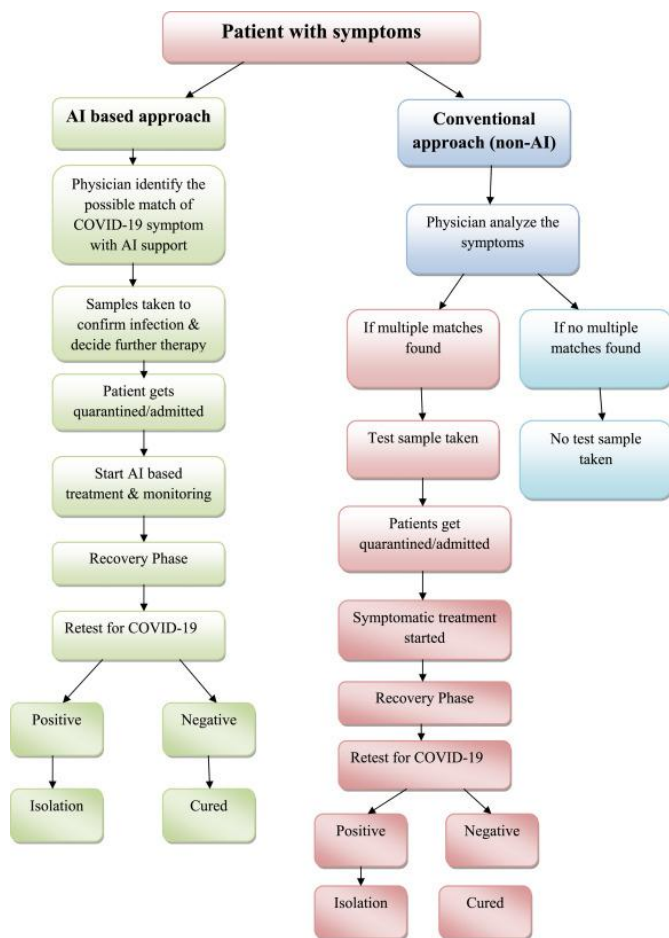 Patient with symptoms
AI based approach
Physician identify the
possible match of
COVID-19 symptom
with AI support
Samples taken to
confirm infection &
decide further therapy
Patient gets
quarantined/admitted
Start AI based
treatment & monitoring
Recovery Phase
Retest for COVID-19
Positive
Negative
Isolation
Cured
Conventional
approach (non-AI)
Physician analyze the
symptoms
If multiple matches
found
If no multiple
matches found
Test sample taken
No test sample
taken
Patients get
quarantined/admitted
Symptomatic treatment
started
Recovery Phase
Retest for COVID-19
Positive
Negative
Isolation
Cured